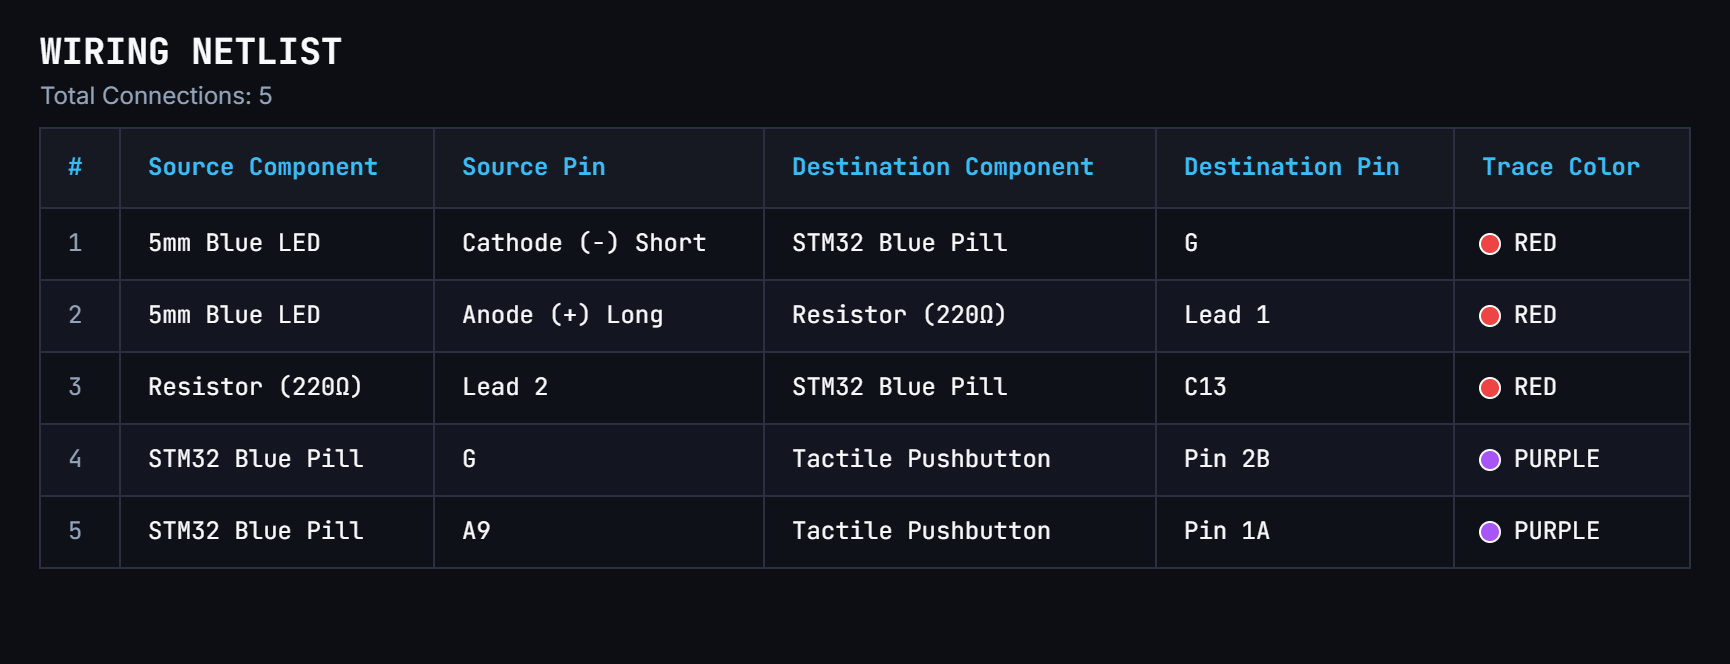 WIRING NETLIST
Total Connections: 5
# Source Component Source Pin Destination Component Destination Pin Trace Color
1 5mm Blue LED Cathode (-) Short STM32 Blue Pill G RED
2 5mm Blue LED Anode (+) Long Resistor (220Ω) Lead 1 RED
3 Resistor (220Ω) Lead 2 STM32 Blue Pill C13 RED
4 STM32 Blue Pill G Tactile Pushbutton Pin 2B PURPLE
5 STM32 Blue Pill A9 Tactile Pushbutton Pin 1A PURPLE